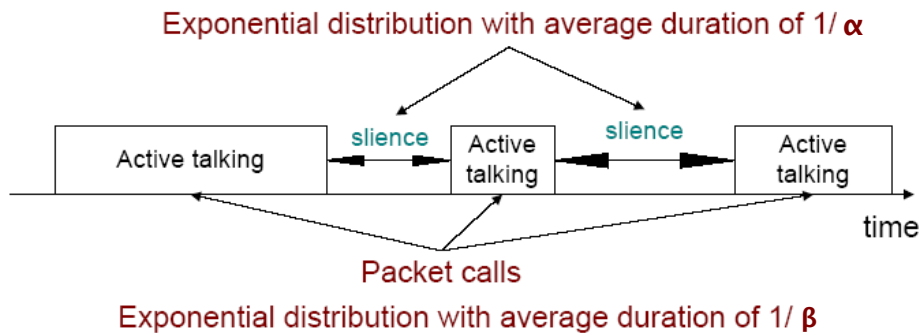 Exponential distribution with average duration of 1/ α
slience
slience
Active talking
Active
talking
Active
talking
time
Packet calls
Exponential distribution with average duration of 1/ β